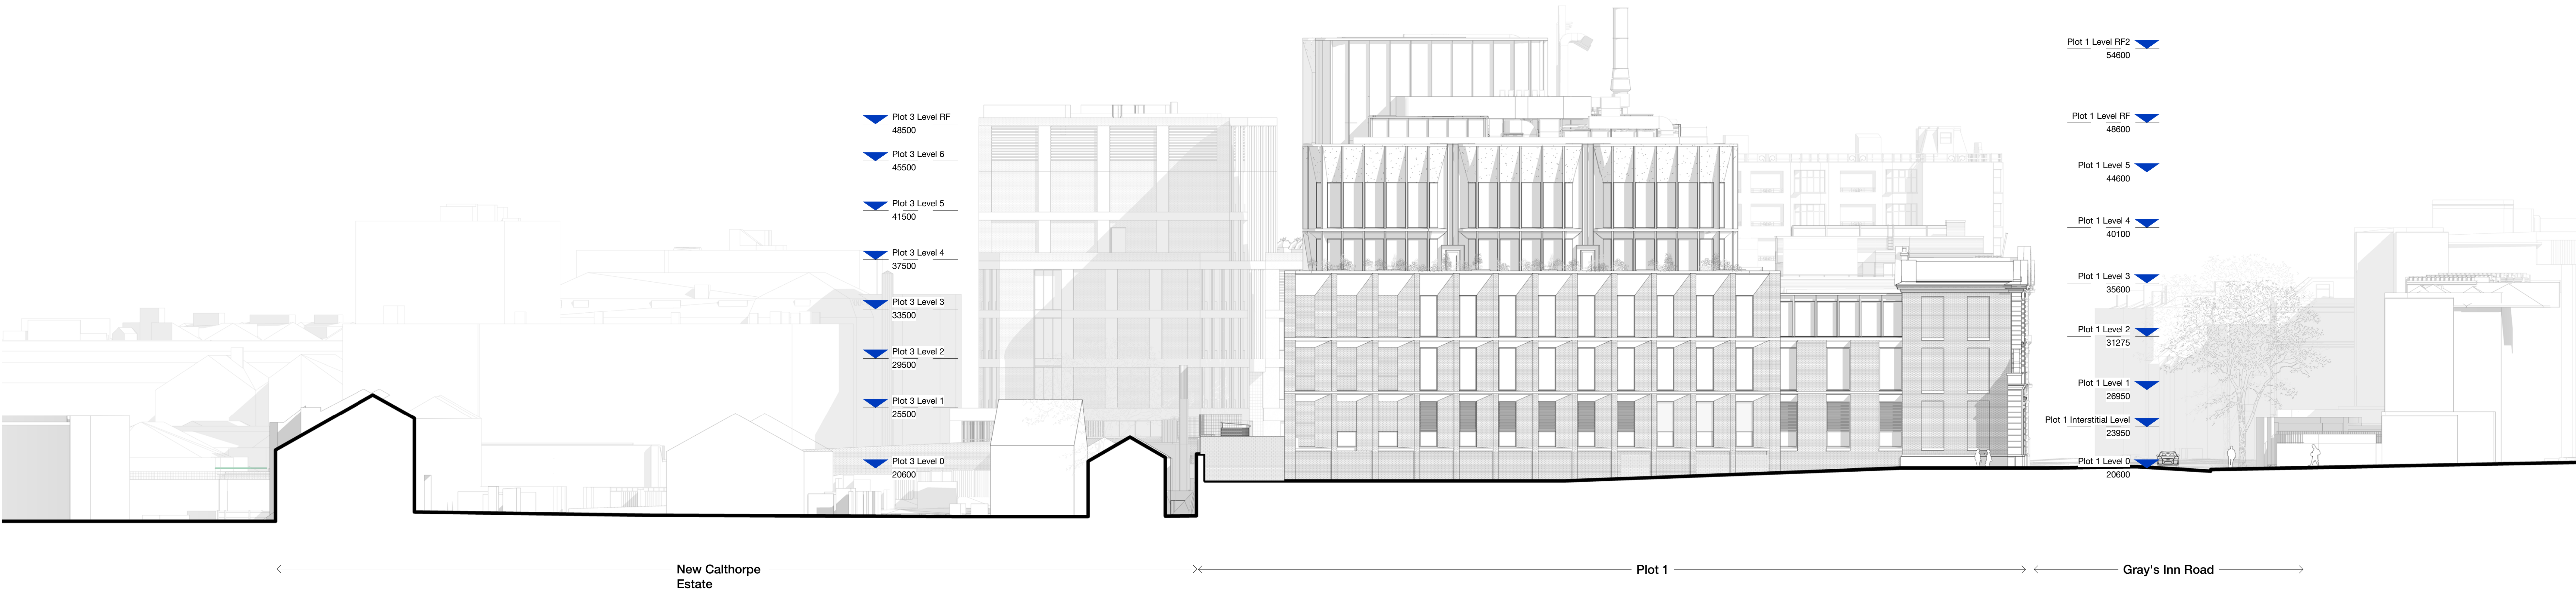 Plot 3 Level RF
48500
Plot 3 Level 6
45500
Plot 3 Level 5
41500
Plot 3 Level 4
37500
Plot 3 Level 3
33500
Plot 3 Level 2
29500
Plot 3 Level 1
25500
Plot 3 Level 0
20600
Plot 1 Level RF2
54600
Plot 1 Level RF
48600
Plot 1 Level 5
44600
Plot 1 Level 4
40100
Plot 1 Level 3
35600
Plot 1 Level 2
31275
Plot 1 Level 1
26950
Plot 1 Interstitial Level
23950
Plot 1 Level 0
20600
New Calthorpe
Estate
Plot 1
Gray's Inn Road